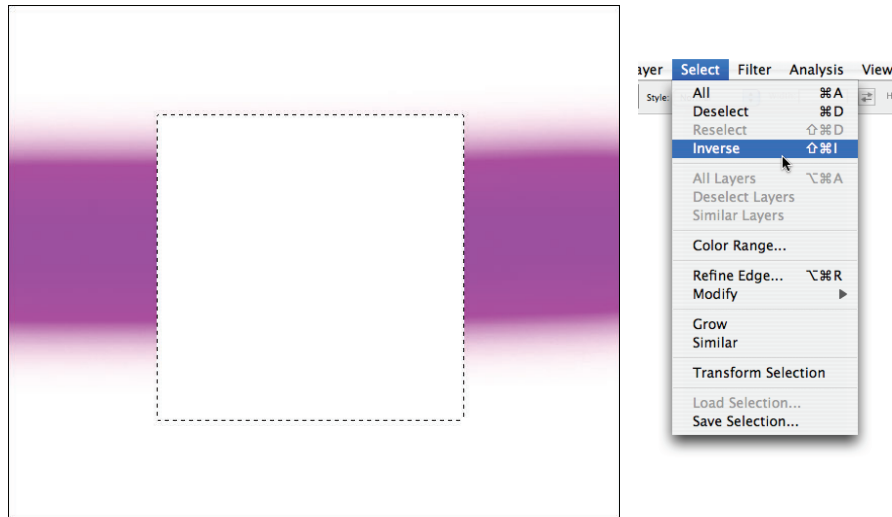 ayer Select Filter Analysis View
Style:
All ⌘A
Deselect ⌘D
Reselect ⇧⌘D
Inverse ⇧⌘I
All Layers ⌥⌘A
Deselect Layers
Similar Layers
Color Range...
Refine Edge... ⌥⌘R
Modify ▶
Grow
Similar
Transform Selection
Load Selection...
Save Selection...